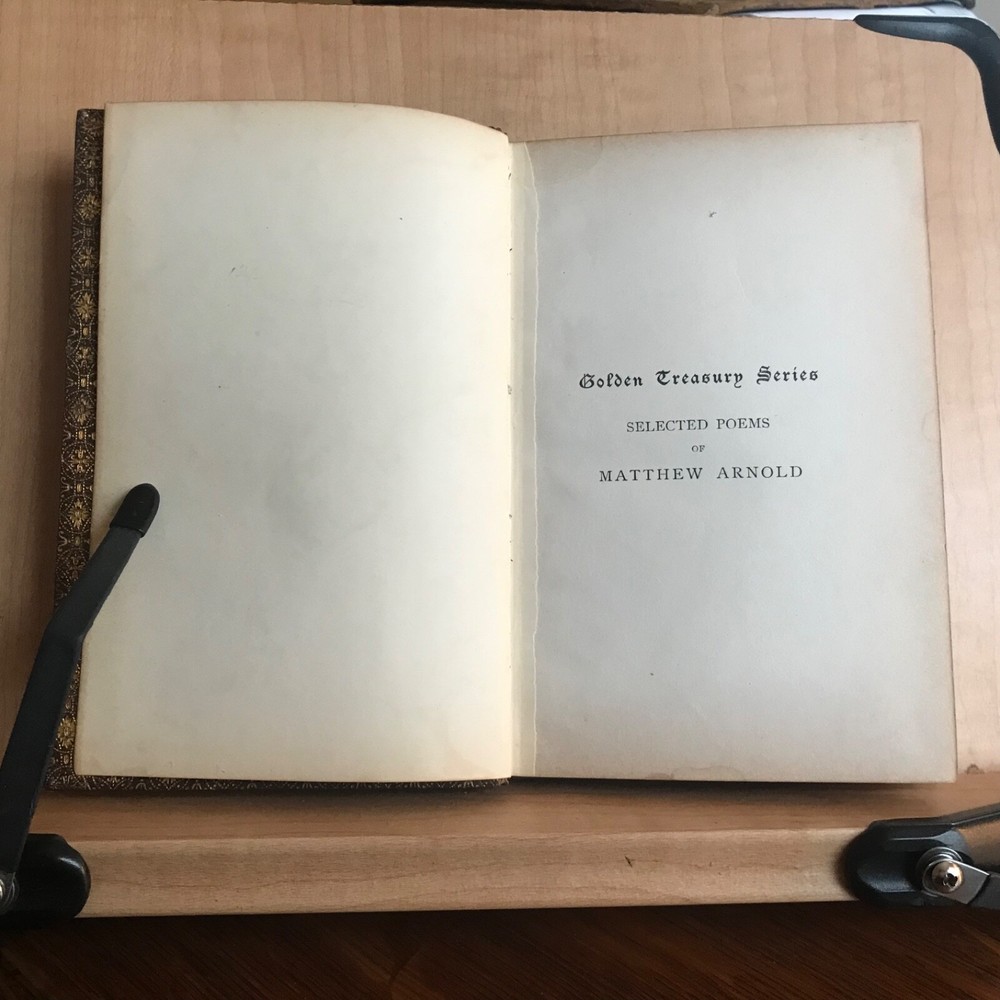 Golden Treasury Series
SELECTED POEMS
OF
MATTHEW ARNOLD